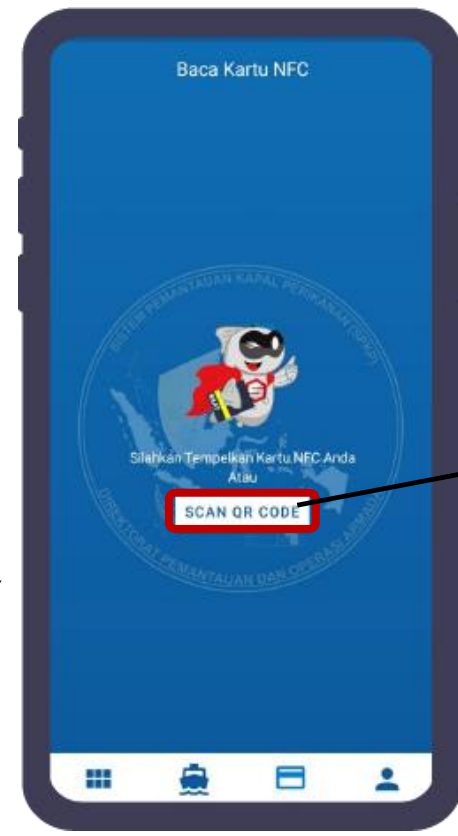 Baca Kartu NFC
SISTEM PEMANTAUAN KAPAL PERIKANAN (SPKP)
Silahkan Tempelkan Kartu NFC Anda
Atau
SCAN QR CODE
DIREKTORAT PEMANTAUAN DAN OPERASI ARMADA